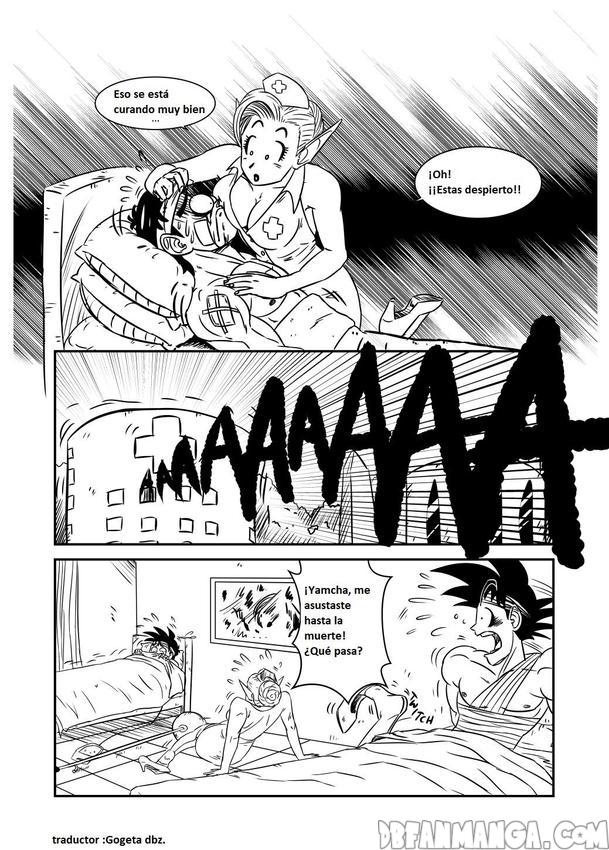 Eso se está
curando muy bien
...
¡Oh!
¡¡Estas despierto!!
AAAAAAAAAA
¡Yamcha, me
asustaste
hasta la
muerte!
¿Qué pasa?
TWITCH
traductor :Gogeta dbz.
DBFANMANGA.COM